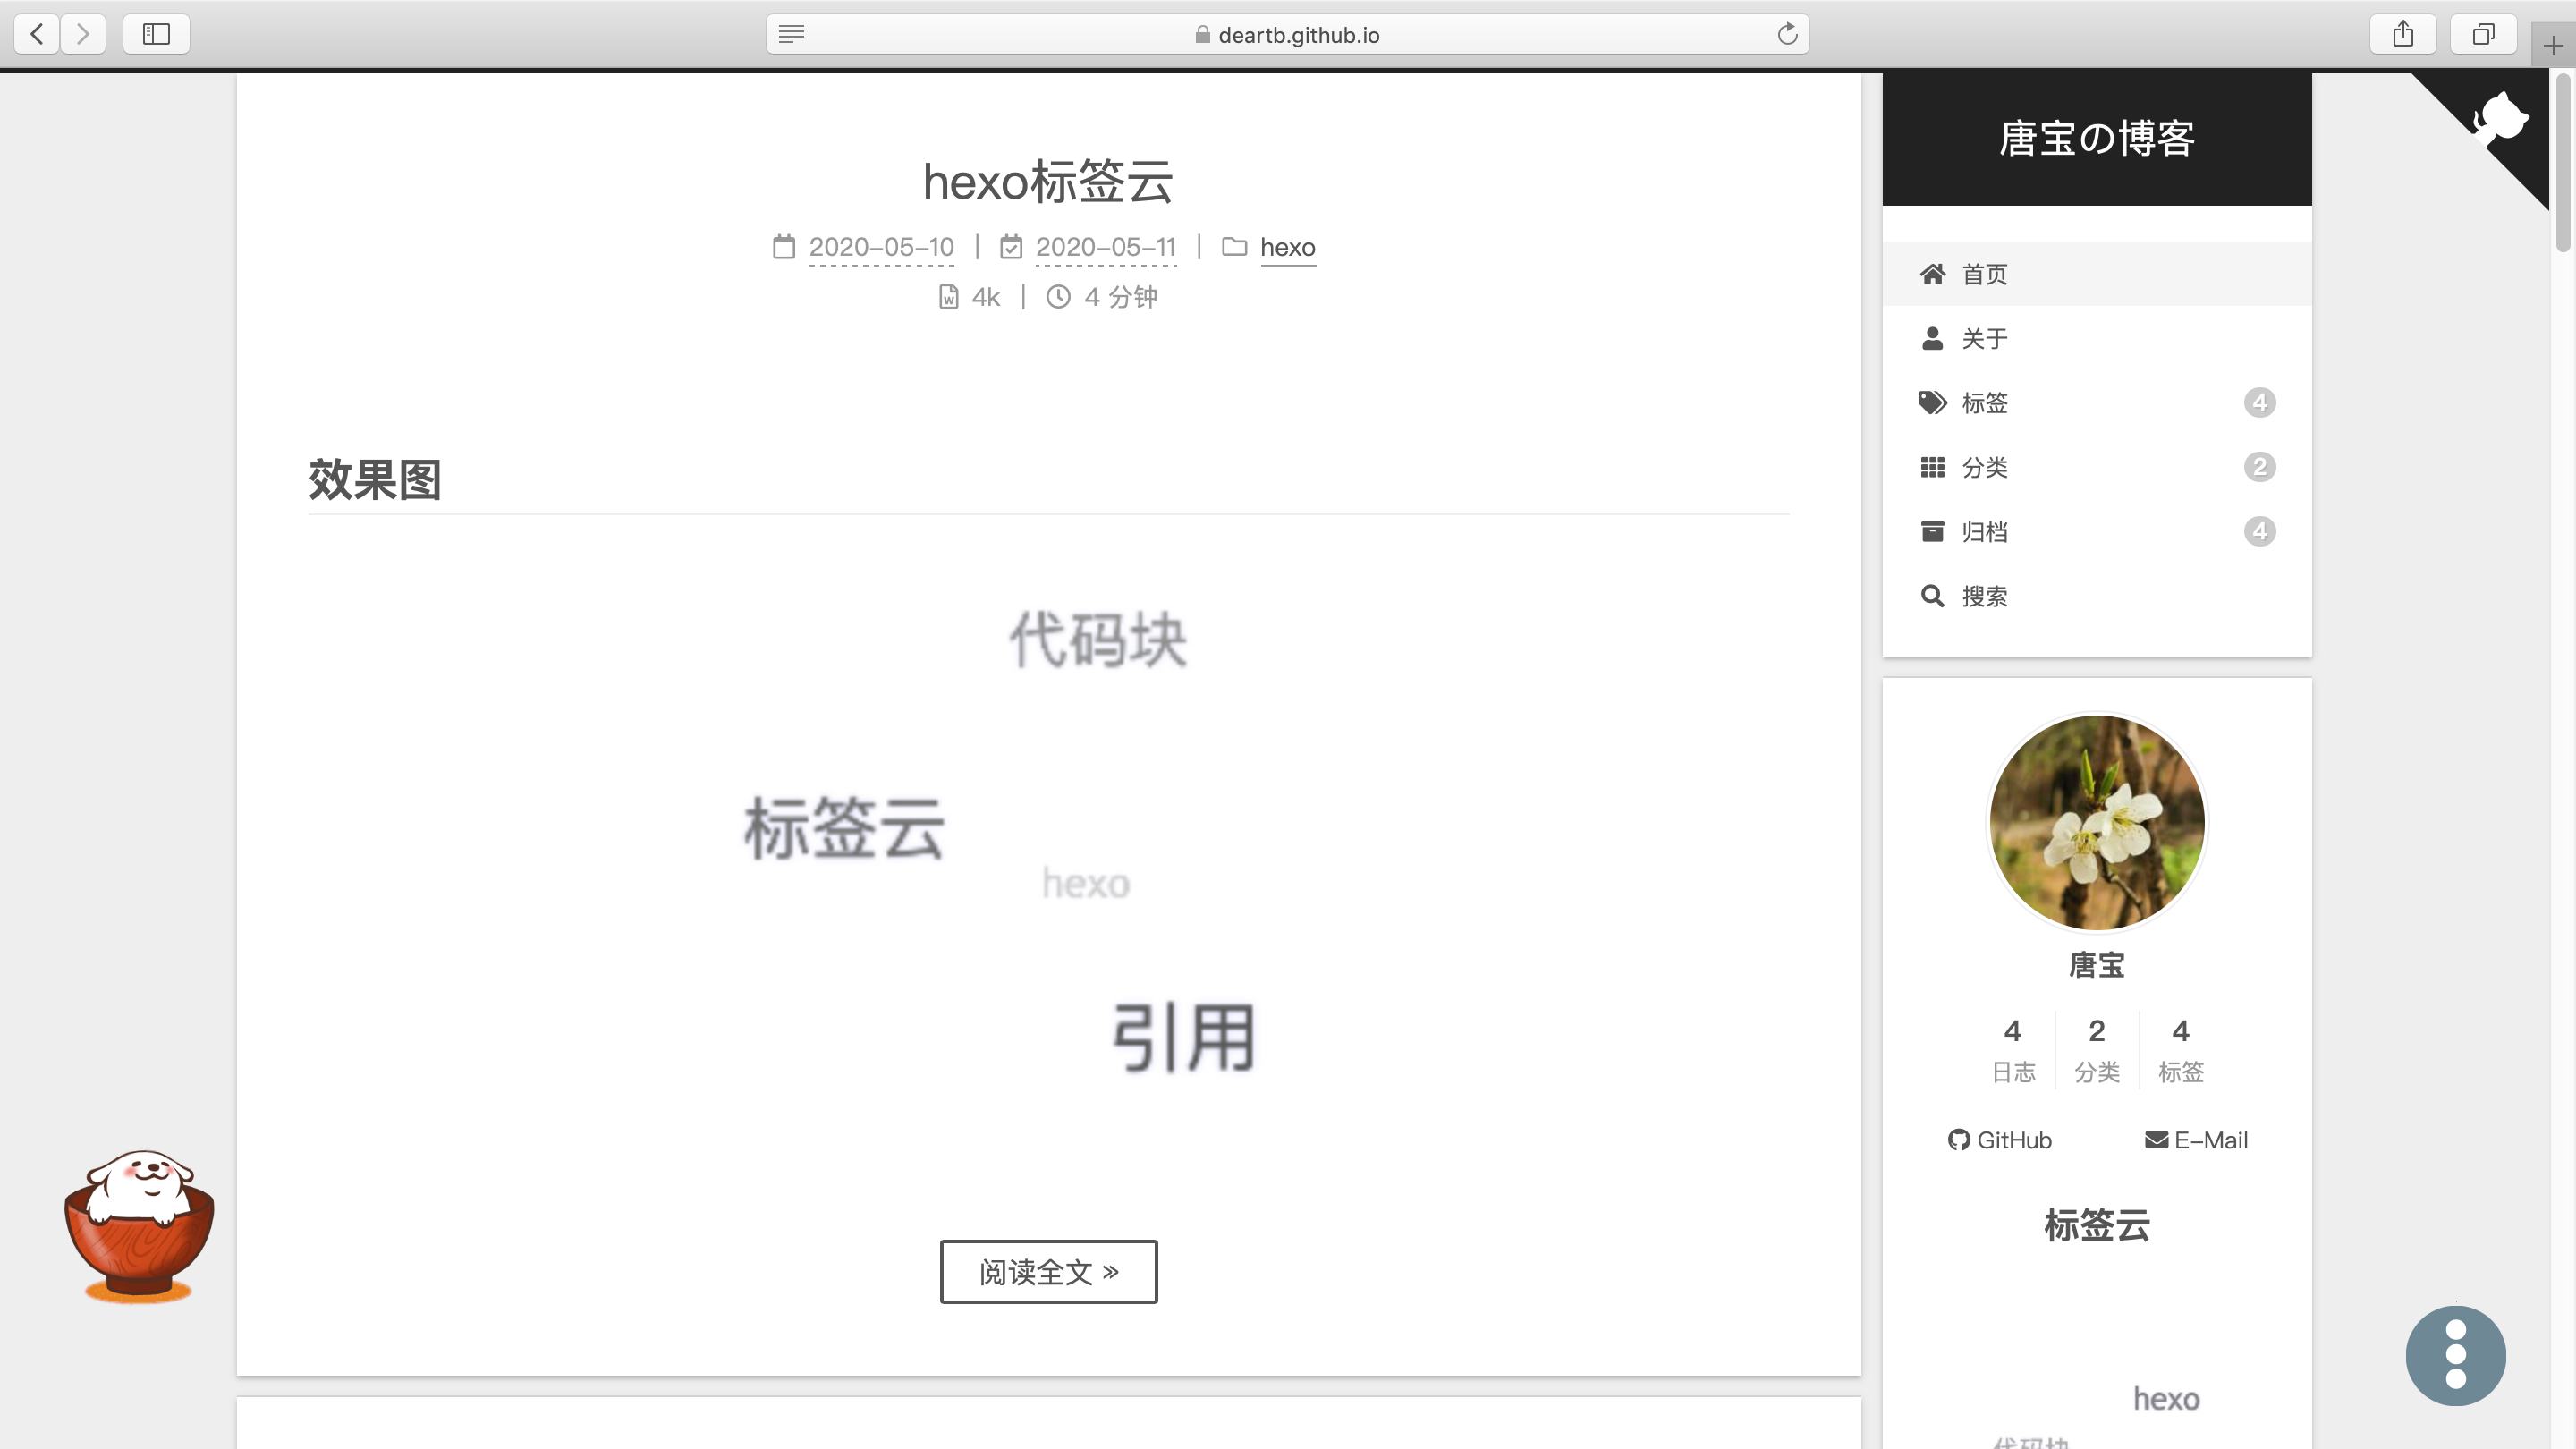 deartb.github.io
hexo标签云
2020-05-10 | 2020-05-11 | hexo
4k | 4 分钟
效果图
代码块
标签云
hexo
引用
阅读全文 »
唐宝の博客
首页
关于
标签 4
分类 2
归档 4
搜索
唐宝
4 2 4
日志 分类 标签
GitHub E-Mail
标签云
hexo
代码块